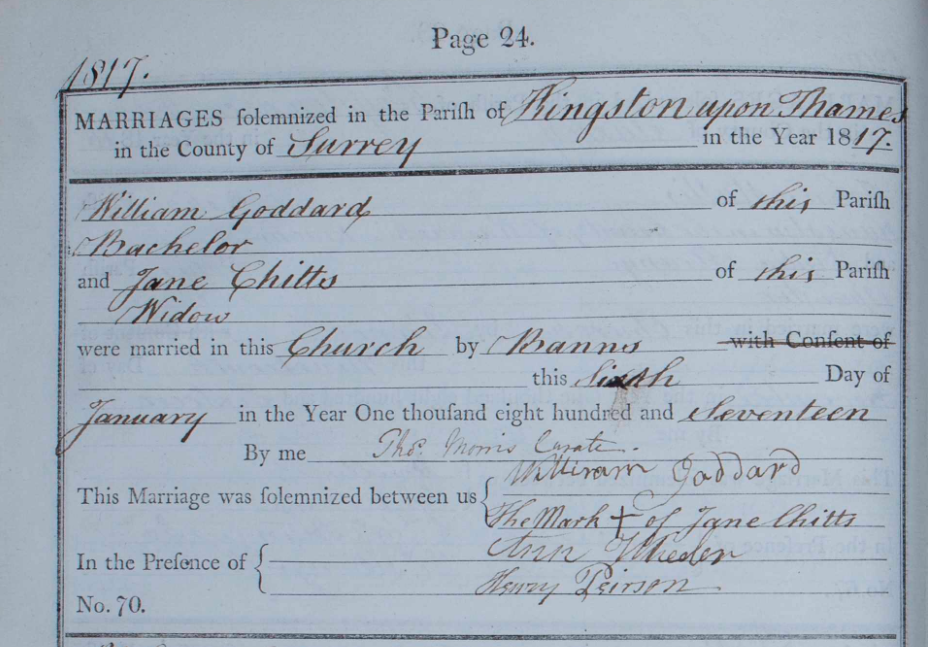 Page 24.
1817.
MARRIAGES ſolemnized in the Pariſh of Kingston upon Thames
in the County of Surrey in the Year 1817.
William Goddard of this Pariſh
Bachelor
and Jane Chitts of this Pariſh
Widow
were married in this Church by Banns with Conſent of
this Sixth Day of
January in the Year One thouſand eight hundred and Seventeen
By me Thos. Morris Curate.
This Marriage was ſolemnized between us { William Goddard
The Mark + of Jane Chitts
In the Preſence of { Ann
Henry Peirson
No. 70.